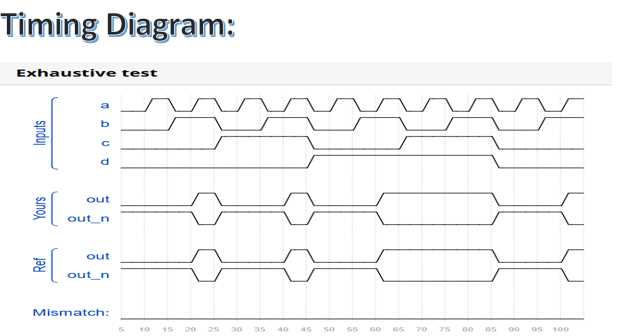 Timing Diagram:
Exhaustive test
Inputs
a
b
c
d
Yours
out
out_n
Ref
out
out_n
Mismatch:
5 10 15 20 25 30 35 40 45 50 55 60 65 70 75 80 85 90 95 100